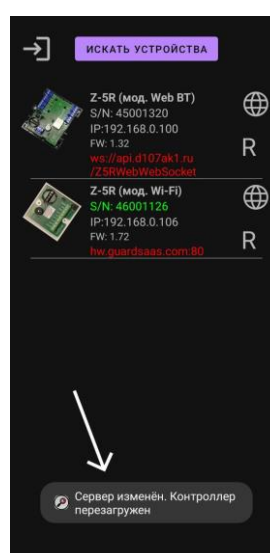 ИСКАТЬ УСТРОЙСТВА
Z-5R (мод. Web BT)
S/N: 45001320
IP:192.168.0.100
FW: 1.32
ws://api.d107ak1.ru
/Z5RWebWebSocket
R
Z-5R (мод. Wi-Fi)
S/N: 46001126
IP:192.168.0.106
FW: 1.72
hw.guardsaas.com:80
R
Сервер изменён. Контроллер
перезагружен